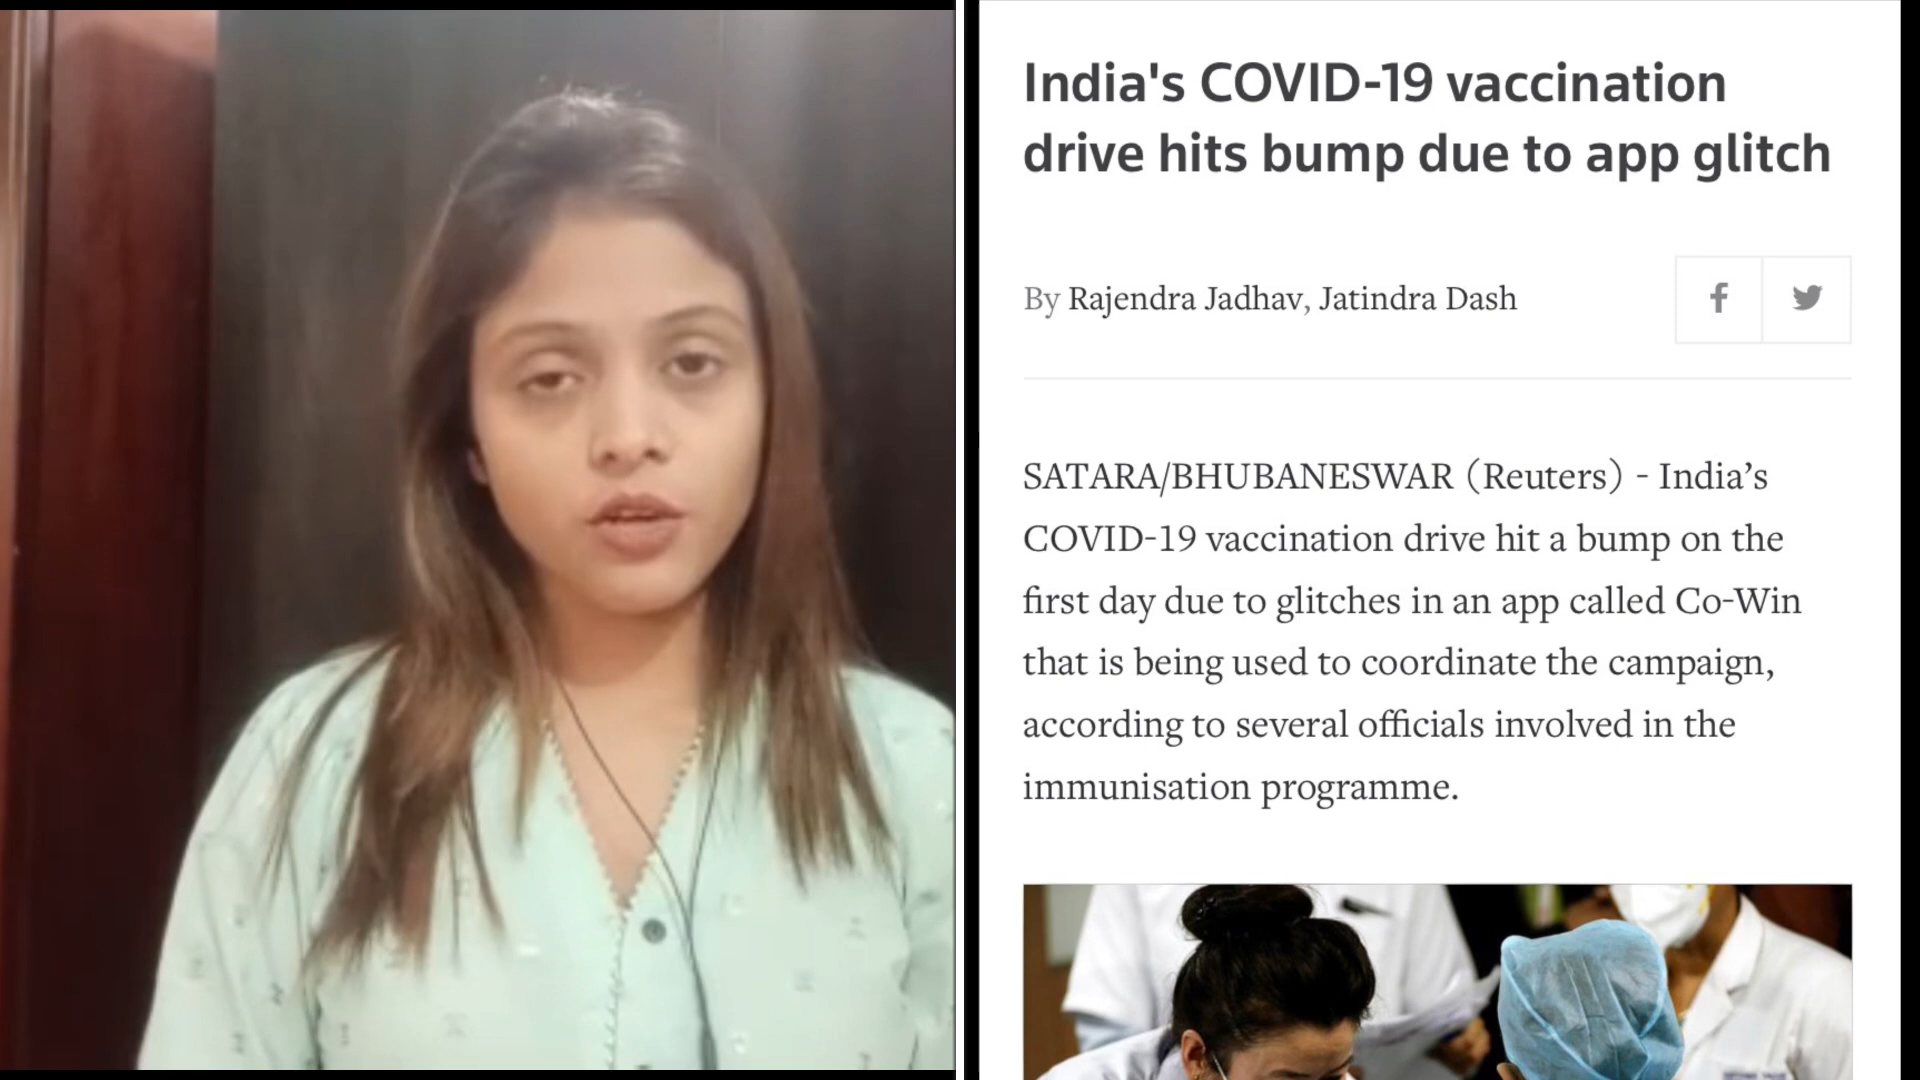 India's COVID-19 vaccination
drive hits bump due to app glitch
By Rajendra Jadhav, Jatindra Dash
SATARA/BHUBANESWAR (Reuters) - India’s
COVID-19 vaccination drive hit a bump on the
first day due to glitches in an app called Co-Win
that is being used to coordinate the campaign,
according to several officials involved in the
immunisation programme.